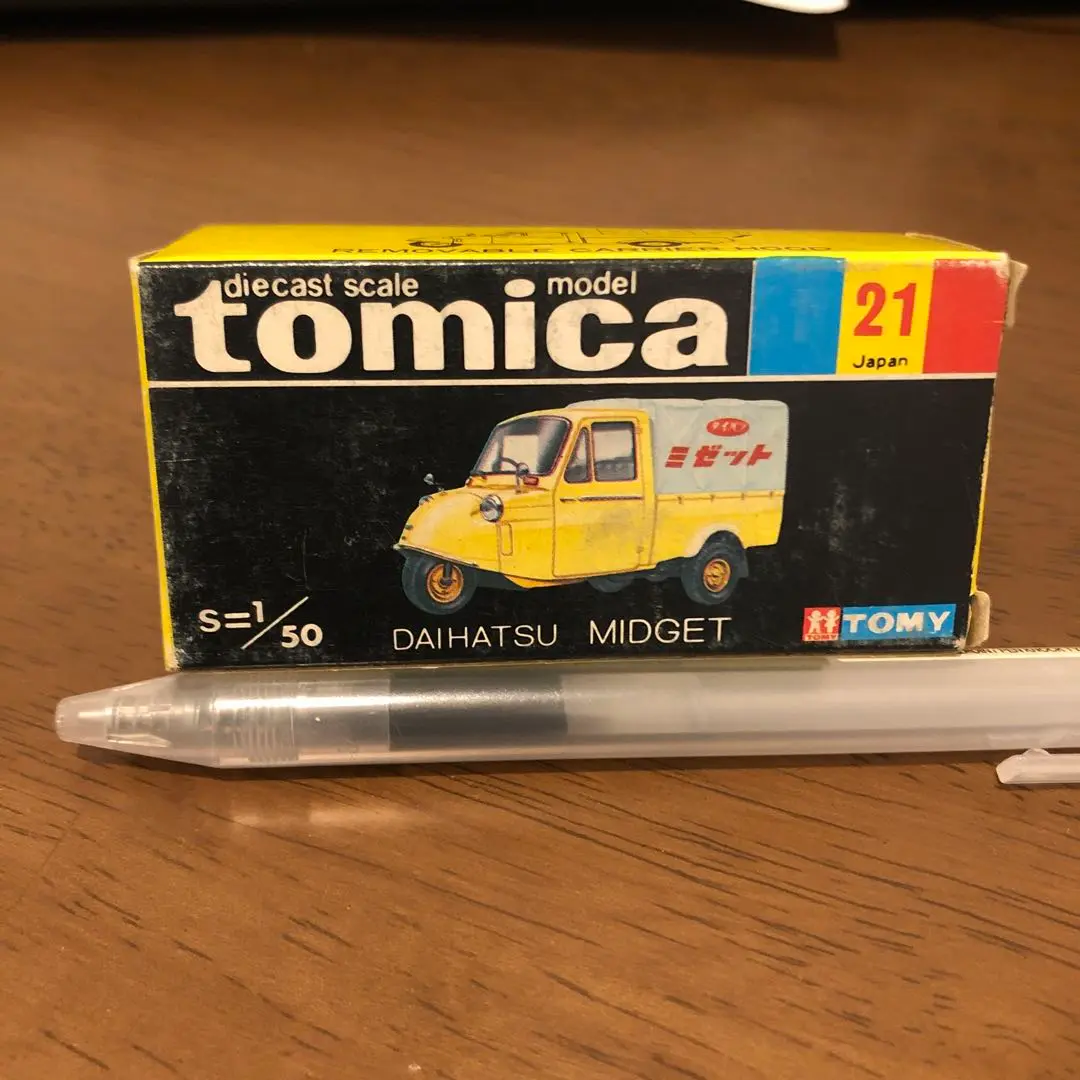 REMOVABLE CARRIER HOOD
diecast scale model
tomica
21
Japan
ダイハツ
ミゼット
S=1/50
DAIHATSU MIDGET
TOMY
TOMY